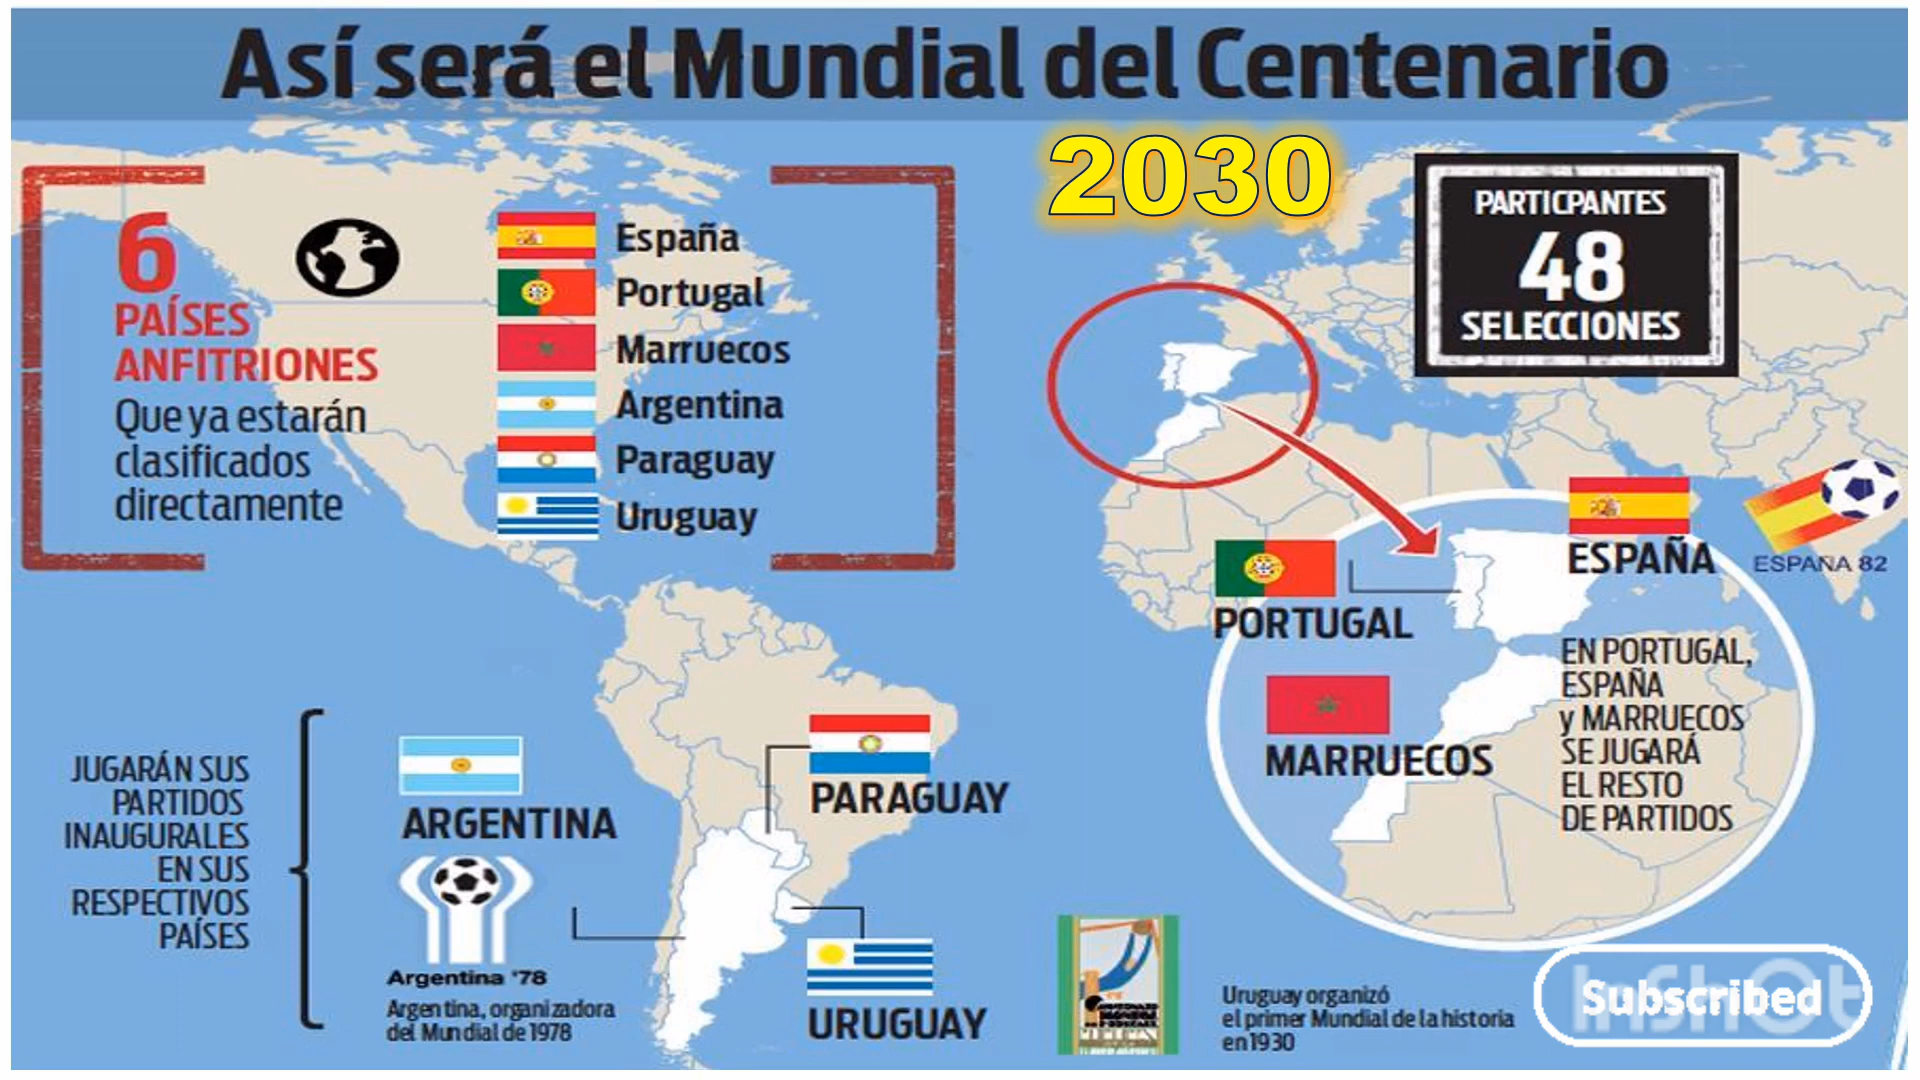 Así será el Mundial del Centenario
2030
6
PAÍSES
ANFITRIONES
Que ya estarán
clasificados
directamente
España
Portugal
Marruecos
Argentina
Paraguay
Uruguay
PARTICPANTES
48
SELECCIONES
ESPAÑA
ESPAÑA 82
PORTUGAL
MARRUECOS
EN PORTUGAL,
ESPAÑA
y MARRUECOS
SE JUGARÁ
EL RESTO
DE PARTIDOS
JUGARÁN SUS
PARTIDOS
INAUGURALES
EN SUS
RESPECTIVOS
PAÍSES
ARGENTINA
Argentina '78
Argentina, organizadora
del Mundial de 1978
PARAGUAY
URUGUAY
Uruguay organizó
el primer Mundial de la historia
en 1930
Subscribed
InShot